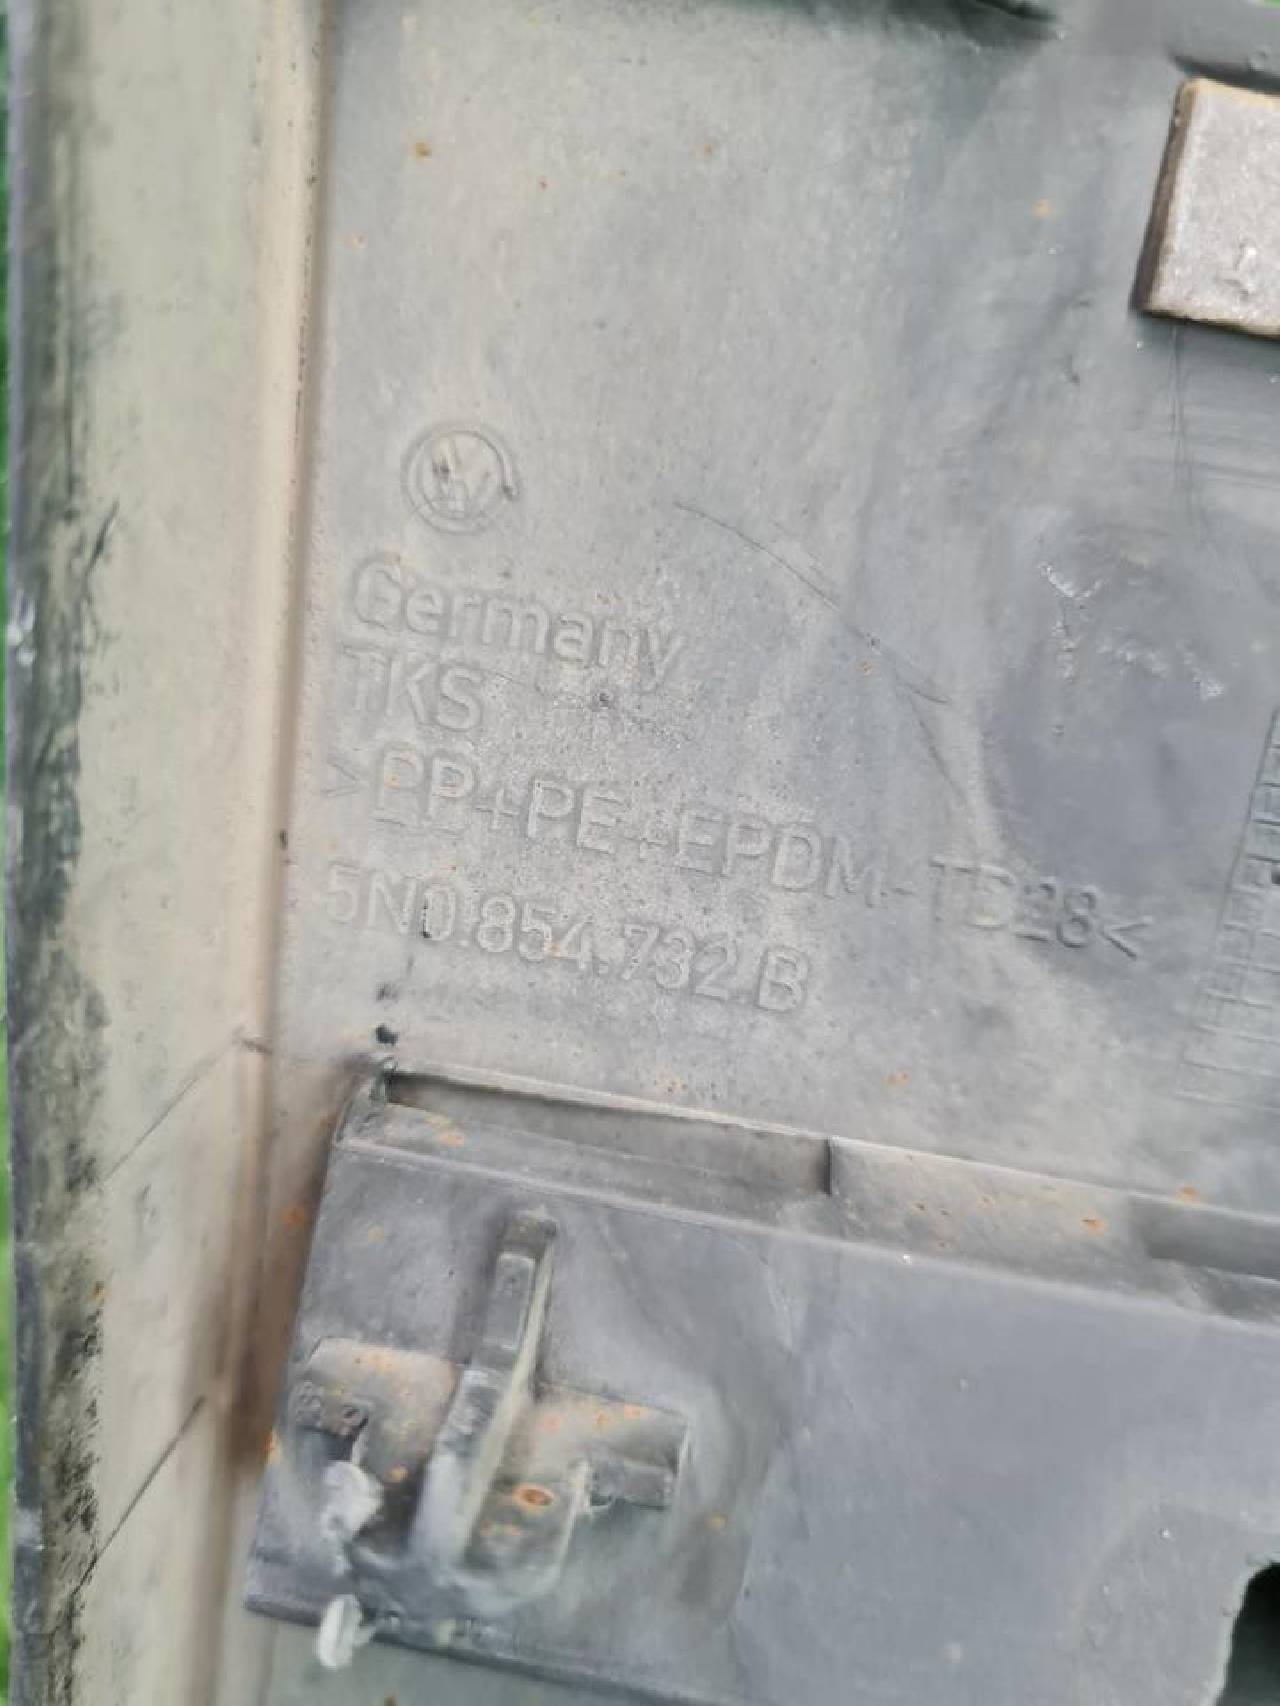 Germany
TKS
>PP+PE+EPDM-TD28<
5N0.854.732.B